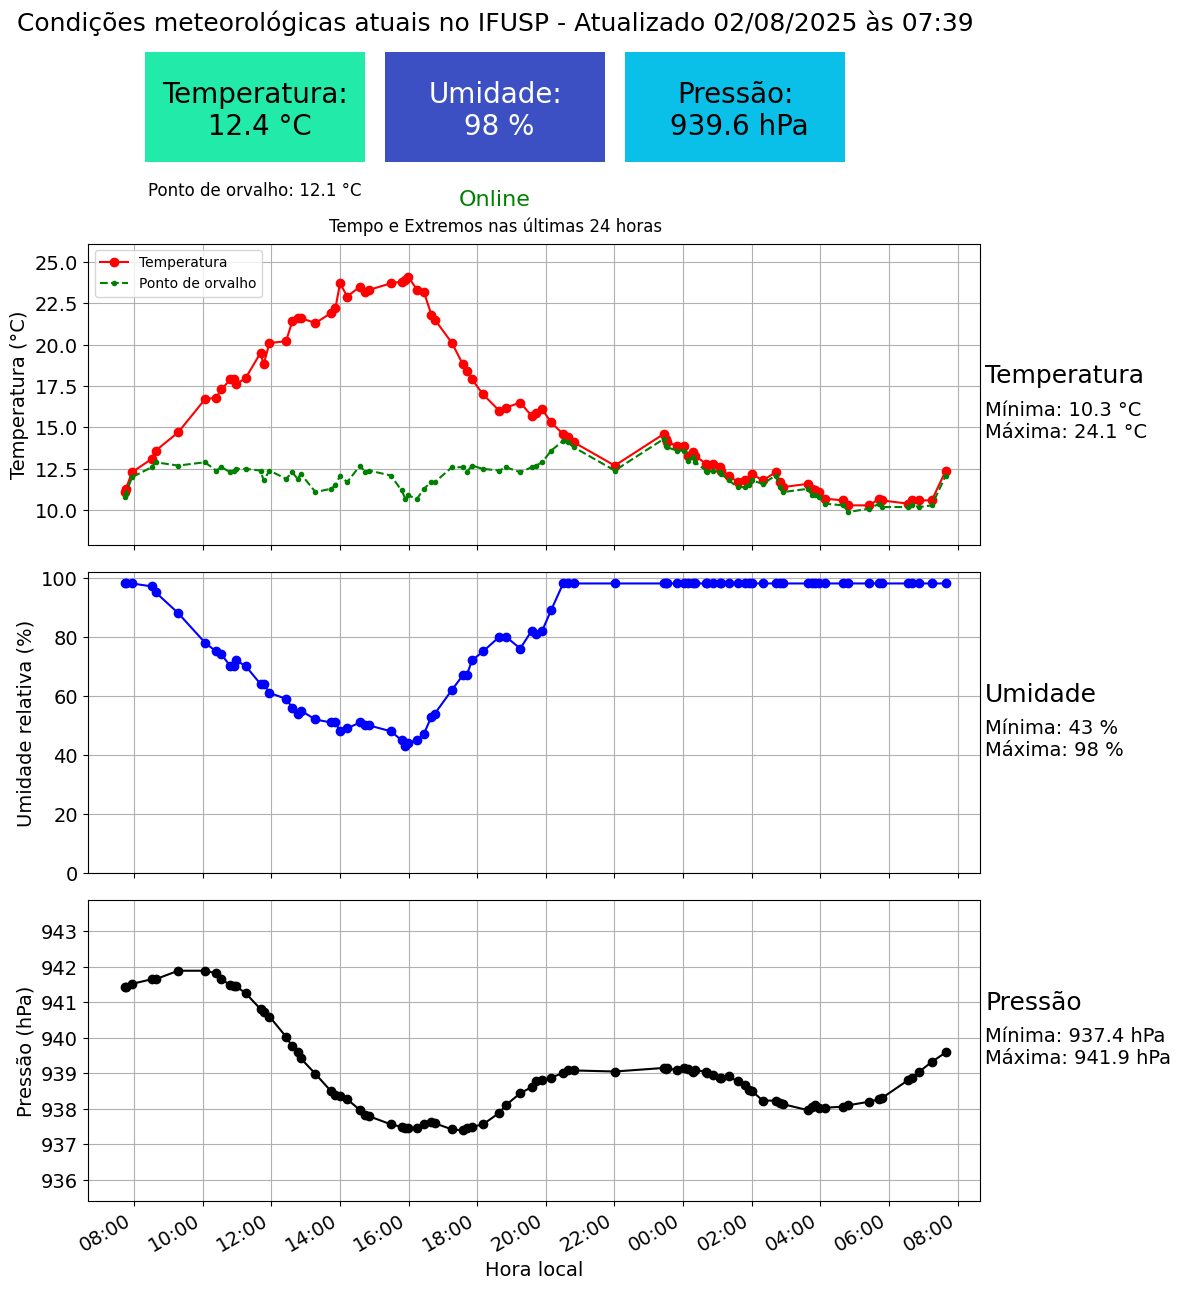 Condições meteorológicas atuais no IFUSP - Atualizado 02/08/2025 às 07:39
Temperatura:
12.4 °C
Umidade:
98 %
Pressão:
939.6 hPa
Ponto de orvalho: 12.1 °C
Online
Tempo e Extremos nas últimas 24 horas
Temperatura
Ponto de orvalho
Temperatura (°C)
25.0
22.5
20.0
17.5
15.0
12.5
10.0
Temperatura
Mínima: 10.3 °C
Máxima: 24.1 °C
Umidade relativa (%)
100
80
60
40
20
0
Umidade
Mínima: 43 %
Máxima: 98 %
Pressão (hPa)
943
942
941
940
939
938
937
936
Pressão
Mínima: 937.4 hPa
Máxima: 941.9 hPa
08:00
10:00
12:00
14:00
16:00
18:00
20:00
22:00
00:00
02:00
04:00
06:00
08:00
Hora local